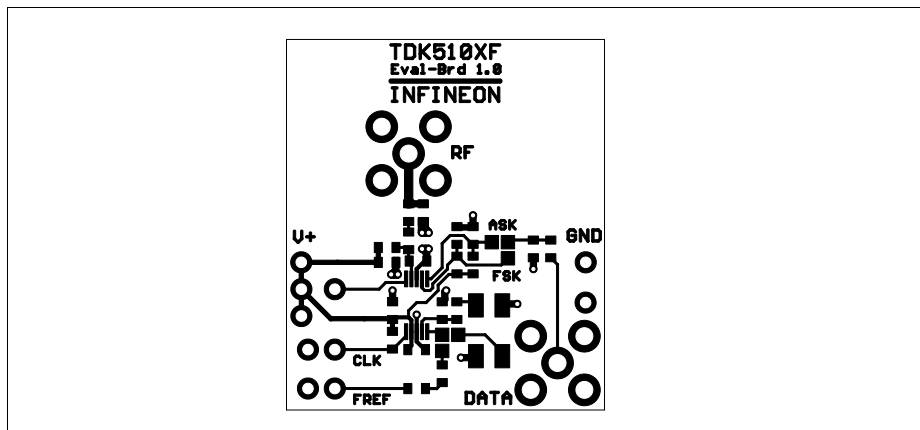 TDK510XF
Eval-Brd 1.0
INFINEON
RF
ASK
V+
GND
FSK
CLK
FREF
DATA